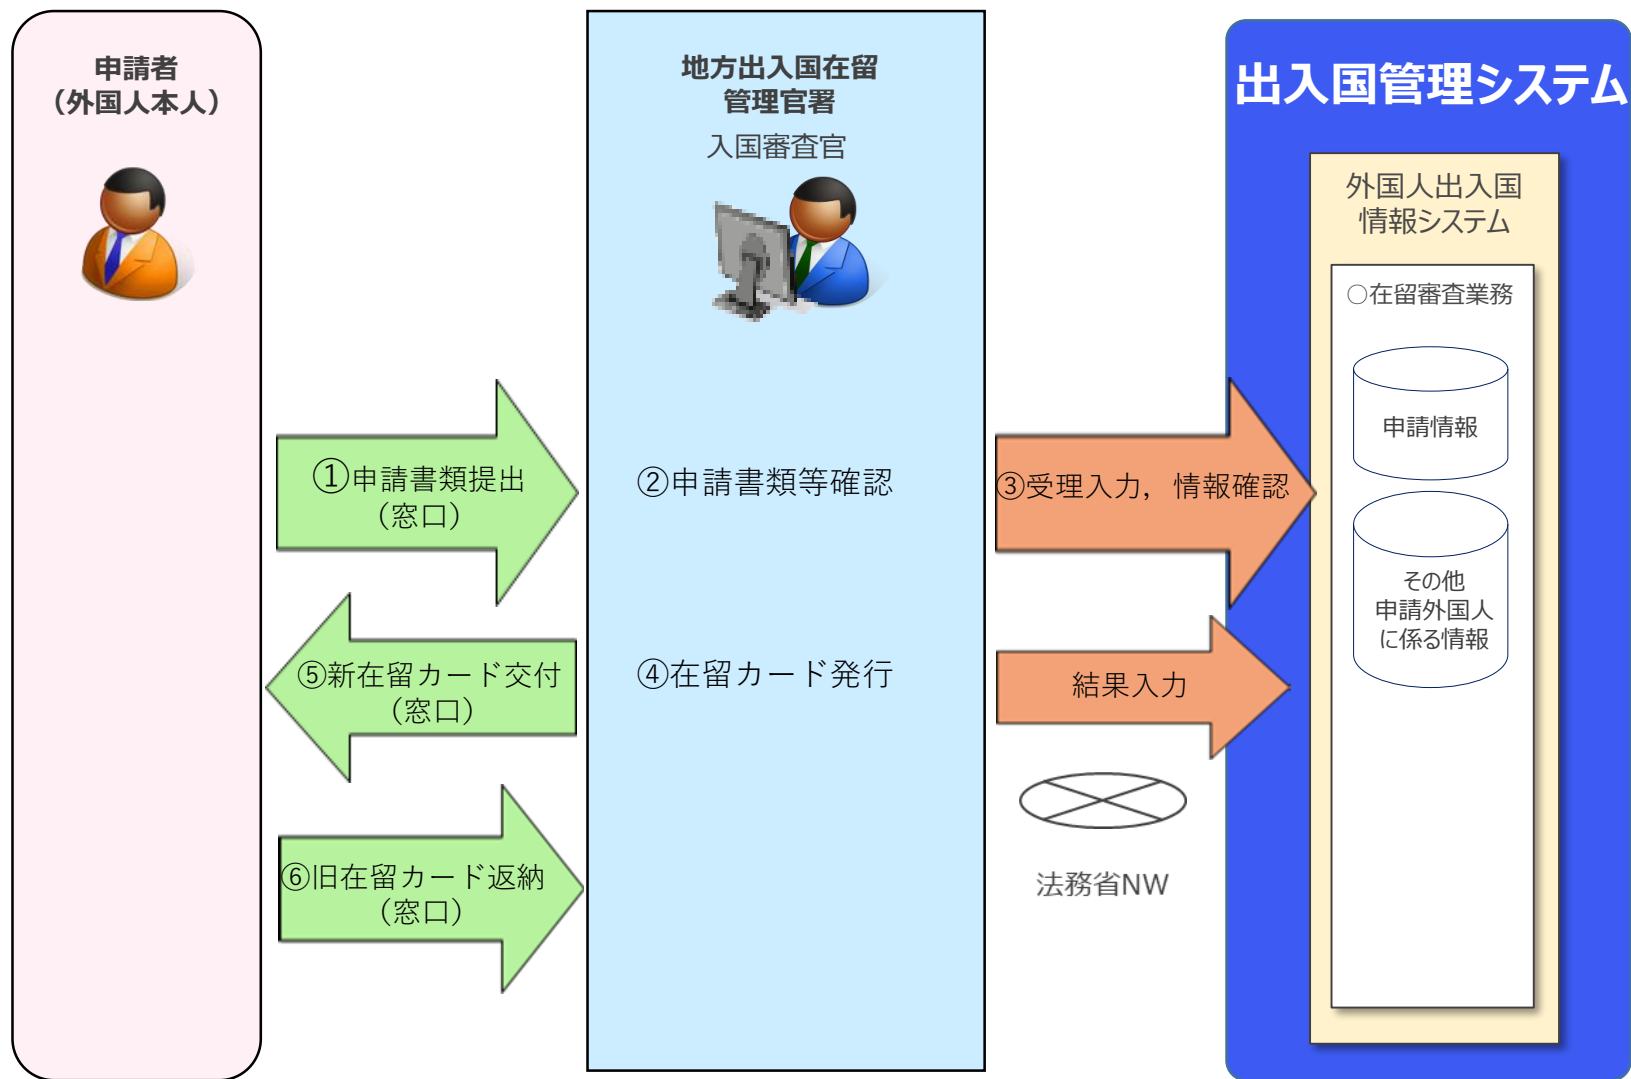 申請者
（外国人本人）
地方出入国在留
管理官署
入国審査官
出入国管理システム
外国人出入国
情報システム
○在留審査業務
申請情報
その他
申請外国人
に係る情報
①申請書類提出
（窓口）
②申請書類等確認
③受理入力，情報確認
⑤新在留カード交付
（窓口）
④在留カード発行
結果入力
⑥旧在留カード返納
（窓口）
法務省NW